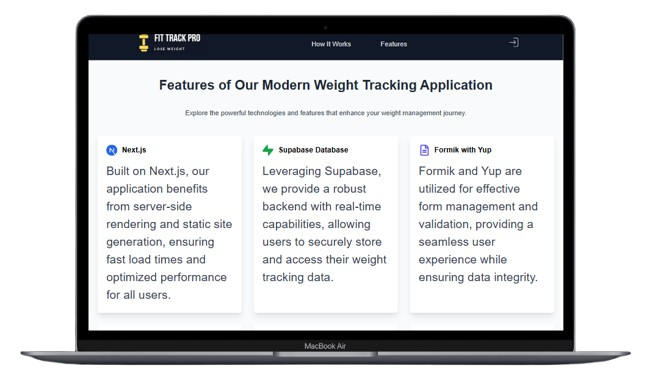 FIT TRACK PRO
LOSE WEIGHT
How It Works
Features
Features of Our Modern Weight Tracking Application
Explore the powerful technologies and features that enhance your weight management journey.
Next.js
Built on Next.js, our
application benefits
from server-side
rendering and static site
generation, ensuring
fast load times and
optimized performance
for all users.
Supabase Database
Leveraging Supabase,
we provide a robust
backend with real-time
capabilities, allowing
users to securely store
and access their weight
tracking data.
Formik with Yup
Formik and Yup are
utilized for effective
form management and
validation, providing a
seamless user
experience while
ensuring data integrity.
MacBook Air